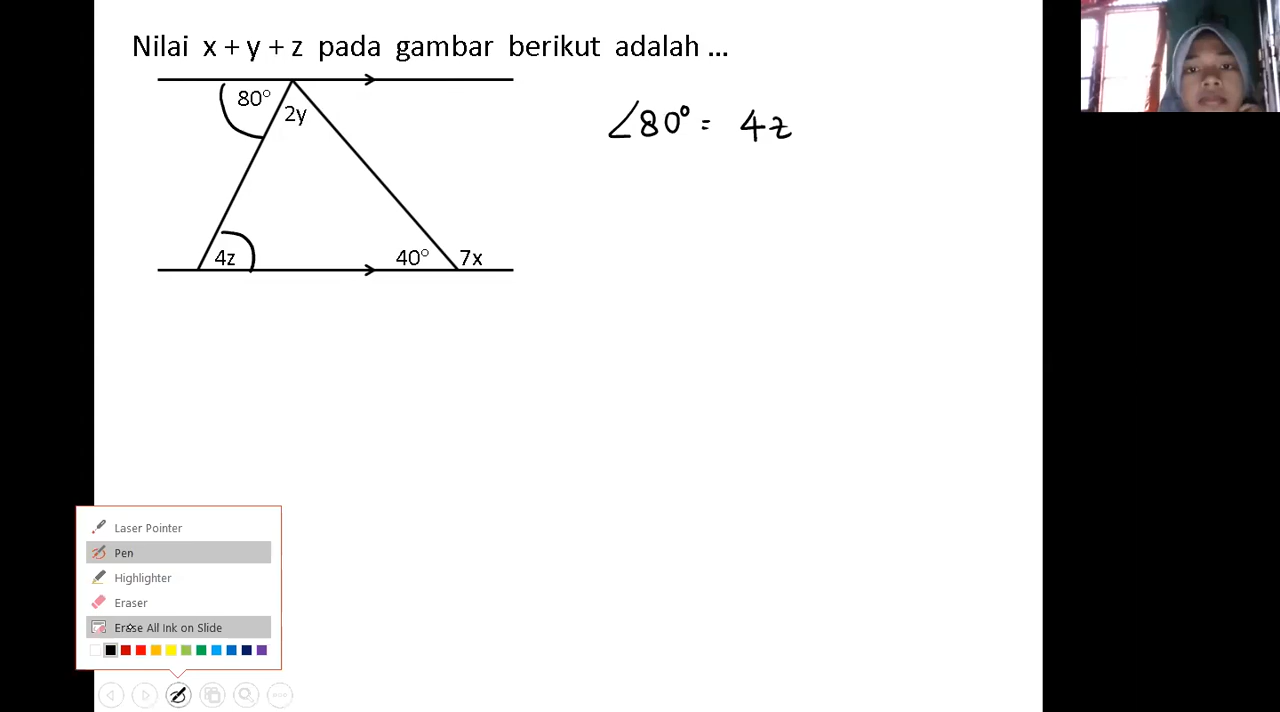 Nilai x + y + z pada gambar berikut adalah ...
80°
2y
∠80° = 4z
4z
40°
7x
Laser Pointer
Pen
Highlighter
Eraser
Erase All Ink on Slide